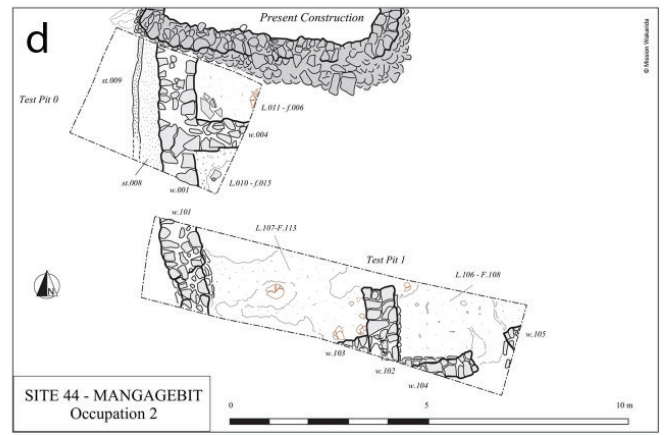 d
Present Construction
© Mission Wakarida
Test Pit 0
st.009
L.011 - f.006
w.004
st.008
L.010 - f.015
w.001
w.101
L.107-F.113
Test Pit 1
L.106 - F.108
w.105
w.103
w.102
w.104
N
SITE 44 - MANGAGEBIT
Occupation 2
0
5
10 m